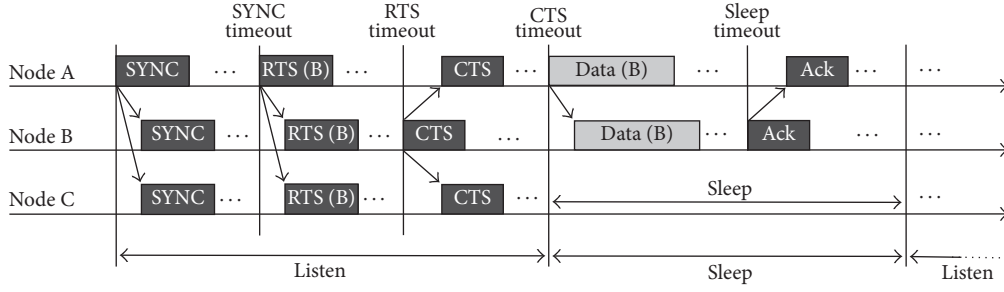 SYNC timeout RTS timeout CTS timeout Sleep timeout
Node A SYNC ... RTS (B) ... CTS ... Data (B) ... Ack ... ...
Node B SYNC ... RTS (B) ... CTS ... Data (B) ... Ack ... ...
Node C SYNC ... RTS (B) ... CTS ... Sleep ...
Listen Sleep Listen